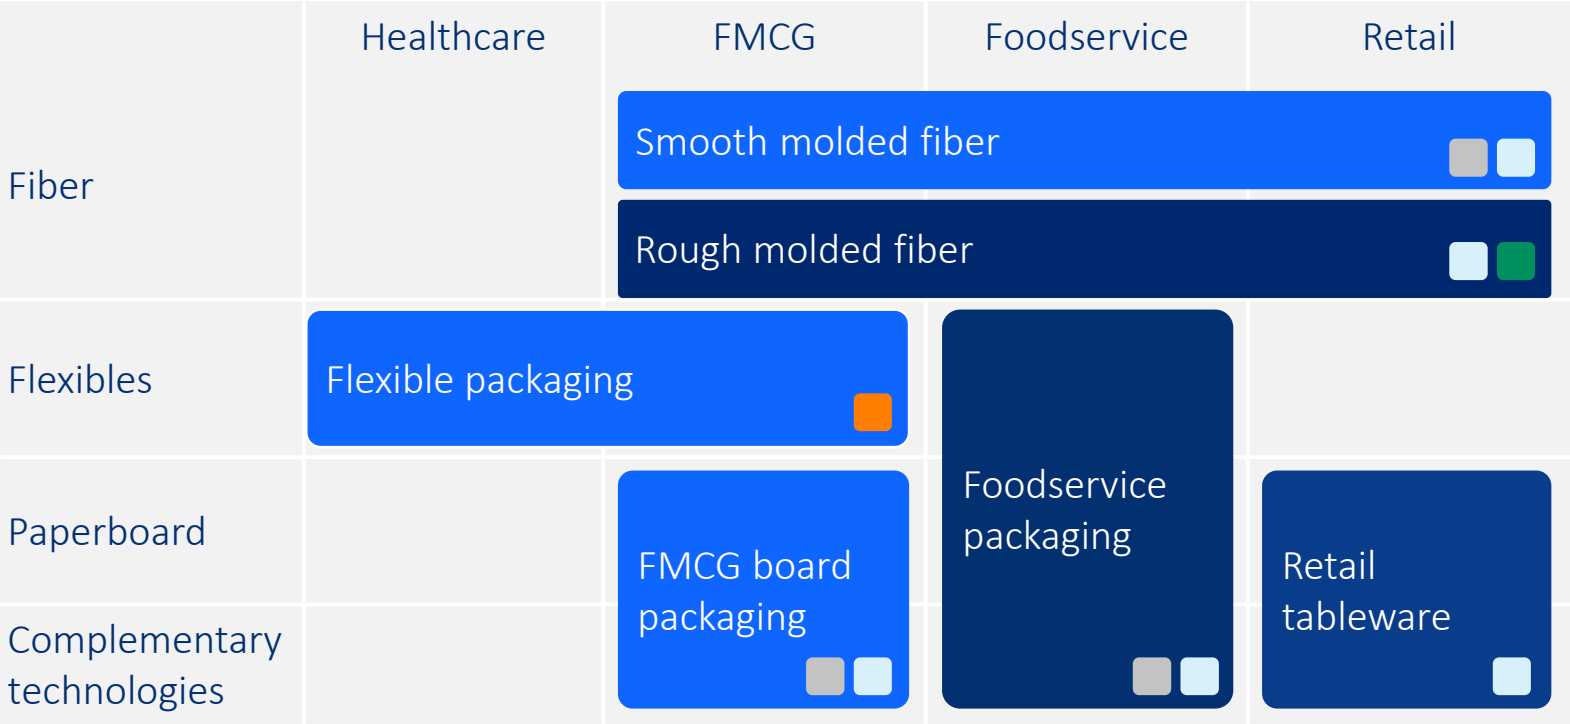 Healthcare
FMCG
Foodservice
Retail
Fiber
Smooth molded fiber
Rough molded fiber
Flexibles
Flexible packaging
Paperboard
FMCG board
packaging
Foodservice
packaging
Retail
tableware
Complementary
technologies